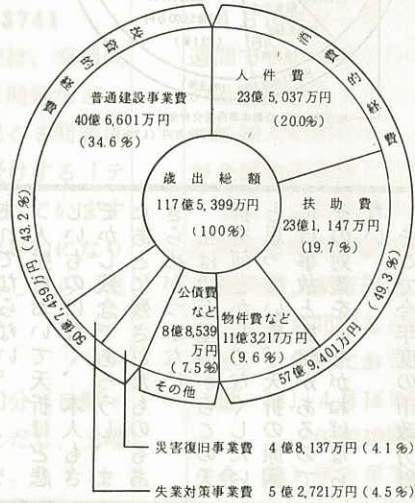 消費的経費
57億9,401万円 (49.3%)
人件費
23億5,037万円
(20.0%)
扶助費
23億1,147万円
(19.7%)
物件費など
11億3,217万円
(9.6%)
その他
公債費
など
8億8,539
万円
(7.5%)
投資的経費
50億7,459万円 (43.2%)
普通建設事業費
40億6,601万円
(34.6%)
歳出総額
117億5,399万円
(100%)
災害復旧事業費 4億8,137万円(4.1%)
失業対策事業費 5億2,721万円(4.5%)